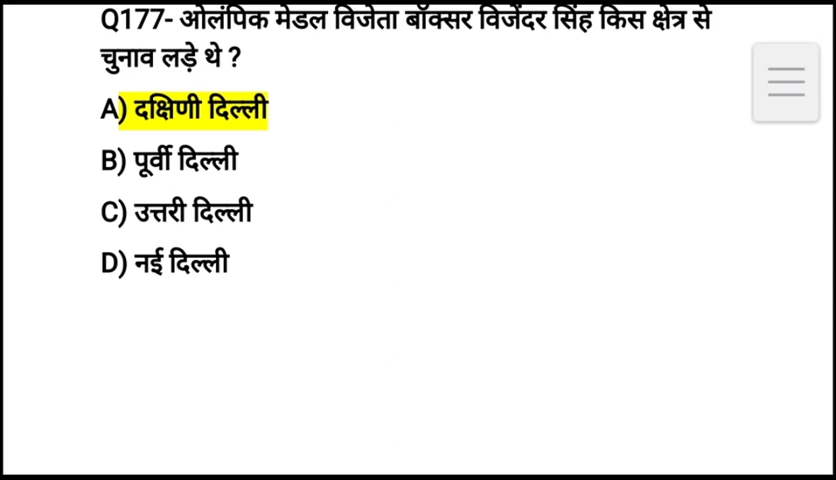 Q177- ओलंपिक मेडल विजेता बॉक्सर विजेंदर सिंह किस क्षेत्र से
चुनाव लड़े थे ?
A) दक्षिणी दिल्ली
B) पूर्वी दिल्ली
C) उत्तरी दिल्ली
D) नई दिल्ली